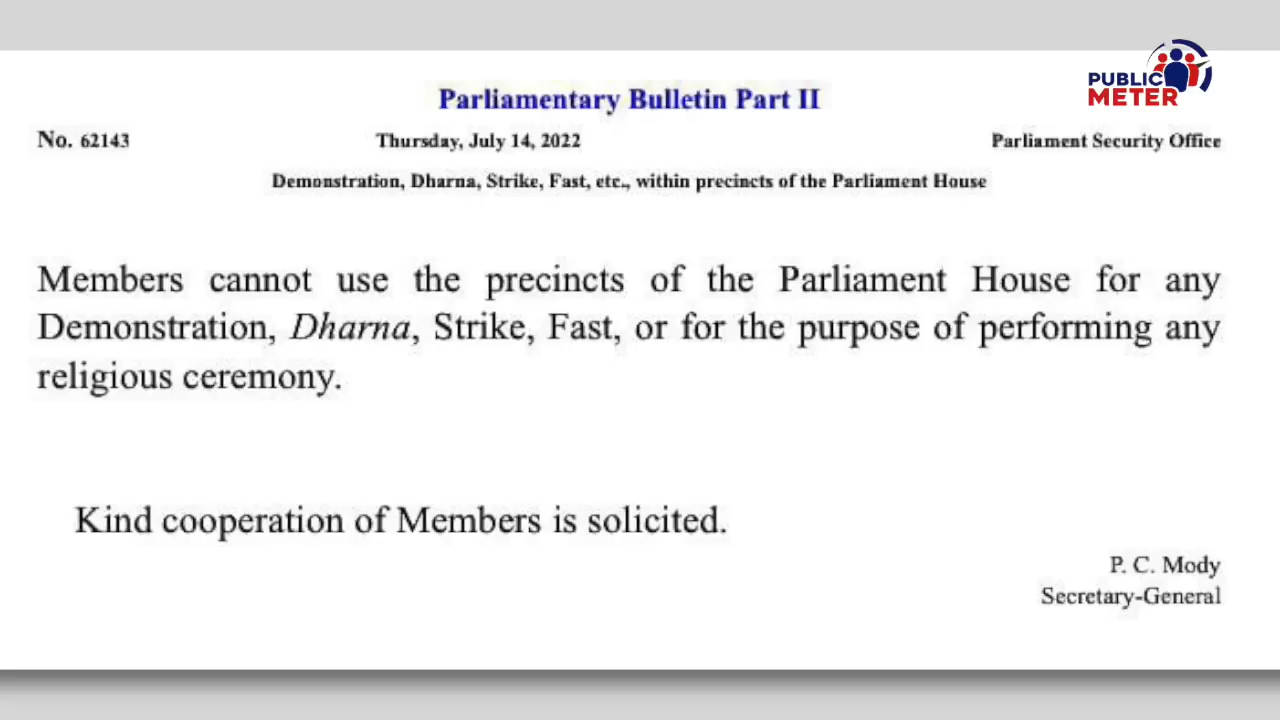 PUBLIC
METER
Parliamentary Bulletin Part II
No. 62143 Thursday, July 14, 2022 Parliament Security Office
Demonstration, Dharna, Strike, Fast, etc., within precincts of the Parliament House
Members cannot use the precincts of the Parliament House for any
Demonstration, Dharna, Strike, Fast, or for the purpose of performing any
religious ceremony.
Kind cooperation of Members is solicited.
P. C. Mody
Secretary-General